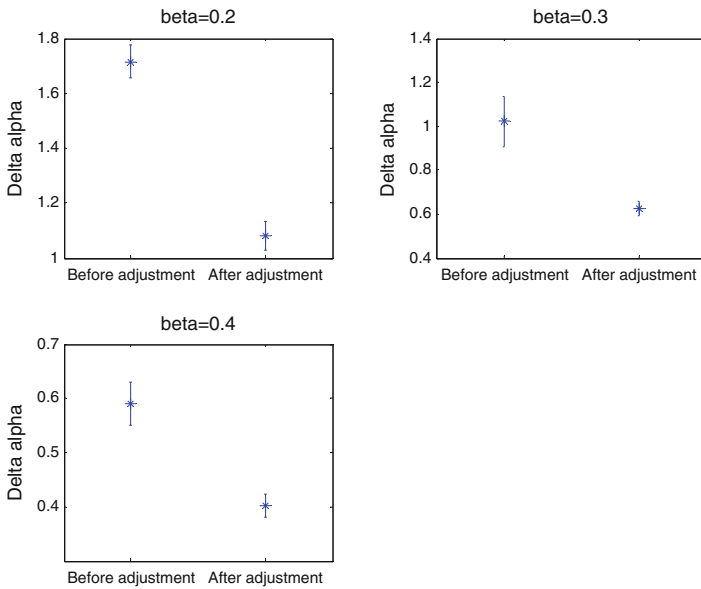 beta=0.2
1.8
1.6
1.4
1.2
1
Delta alpha
Before adjustment After adjustment
beta=0.3
1.4
1.2
1
0.8
0.6
0.4
Delta alpha
Before adjustment After adjustment
beta=0.4
0.7
0.6
0.5
0.4
Delta alpha
Before adjustment After adjustment